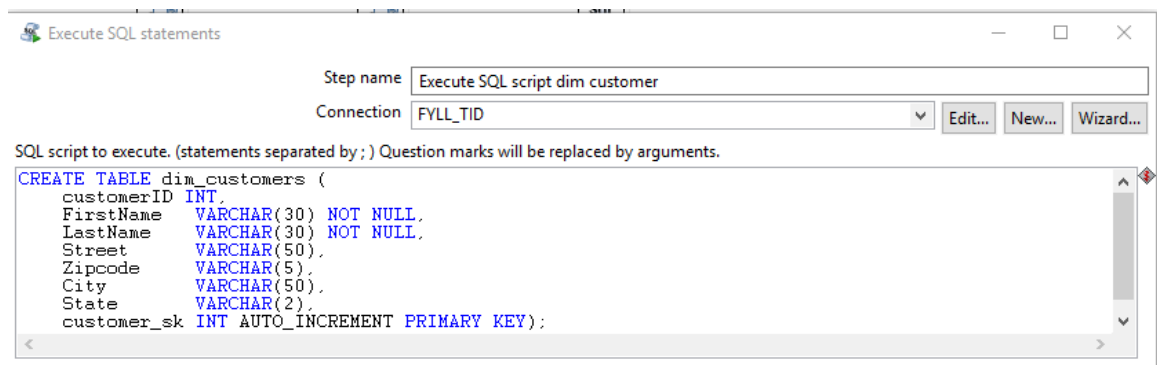 Execute SQL statements
Step name Execute SQL script dim customer
Connection FYLL_TID Edit... New... Wizard...
SQL script to execute. (statements separated by ; ) Question marks will be replaced by arguments.
CREATE TABLE dim_customers (
customerID INT,
FirstName VARCHAR(30) NOT NULL,
LastName VARCHAR(30) NOT NULL,
Street VARCHAR(50),
Zipcode VARCHAR(5),
City VARCHAR(50),
State VARCHAR(2),
customer_sk INT AUTO_INCREMENT PRIMARY KEY);